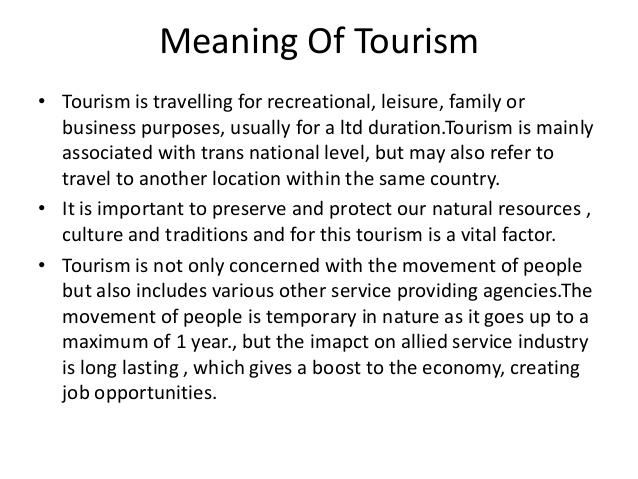 Meaning Of Tourism
• Tourism is travelling for recreational, leisure, family or
business purposes, usually for a ltd duration.Tourism is mainly
associated with trans national level, but may also refer to
travel to another location within the same country.
• It is important to preserve and protect our natural resources ,
culture and traditions and for this tourism is a vital factor.
• Tourism is not only concerned with the movement of people
but also includes various other service providing agencies.The
movement of people is temporary in nature as it goes up to a
maximum of 1 year., but the imapct on allied service industry
is long lasting , which gives a boost to the economy, creating
job opportunities.